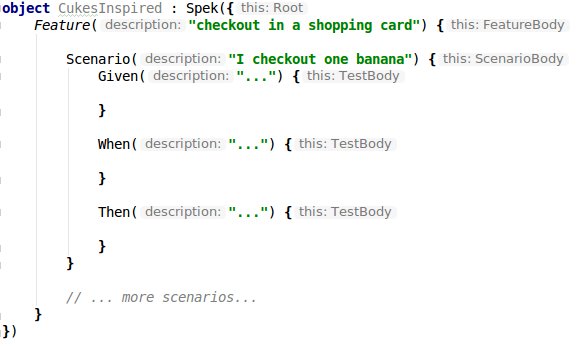 object CukesInspired : Spek({ this: Root
Feature( description: "checkout in a shopping card") { this: FeatureBody
Scenario( description: "I checkout one banana") { this: ScenarioBody
Given( description: "...") { this: TestBody
}
When( description: "...") { this: TestBody
}
Then( description: "...") { this: TestBody
}
}
// ... more scenarios...
}
})